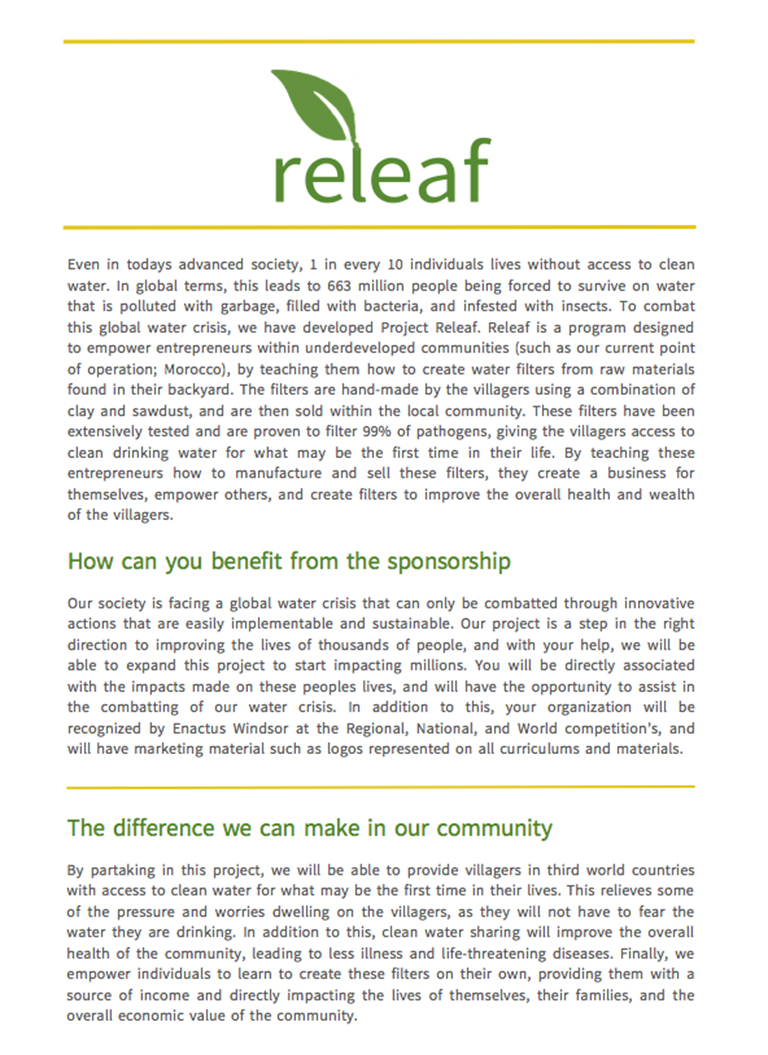 releaf
Even in todays advanced society, 1 in every 10 individuals lives without access to clean
water. In global terms, this leads to 663 million people being forced to survive on water
that is polluted with garbage, filled with bacteria, and infested with insects. To combat
this global water crisis, we have developed Project Releaf. Releaf is a program designed
to empower entrepreneurs within underdeveloped communities (such as our current point
of operation; Morocco), by teaching them how to create water filters from raw materials
found in their backyard. The filters are hand-made by the villagers using a combination of
clay and sawdust, and are then sold within the local community. These filters have been
extensively tested and are proven to filter 99% of pathogens, giving the villagers access to
clean drinking water for what may be the first time in their life. By teaching these
entrepreneurs how to manufacture and sell these filters, they create a business for
themselves, empower others, and create filters to improve the overall health and wealth
of the villagers.
How can you benefit from the sponsorship
Our society is facing a global water crisis that can only be combatted through innovative
actions that are easily implementable and sustainable. Our project is a step in the right
direction to improving the lives of thousands of people, and with your help, we will be
able to expand this project to start impacting millions. You will be directly associated
with the impacts made on these peoples lives, and will have the opportunity to assist in
the combatting of our water crisis. In addition to this, your organization will be
recognized by Enactus Windsor at the Regional, National, and World competition's, and
will have marketing material such as logos represented on all curriculums and materials.
The difference we can make in our community
By partaking in this project, we will be able to provide villagers in third world countries
with access to clean water for what may be the first time in their lives. This relieves some
of the pressure and worries dwelling on the villagers, as they will not have to fear the
water they are drinking. In addition to this, clean water sharing will improve the overall
health of the community, leading to less illness and life-threatening diseases. Finally, we
empower individuals to learn to create these filters on their own, providing them with a
source of income and directly impacting the lives of themselves, their families, and the
overall economic value of the community.